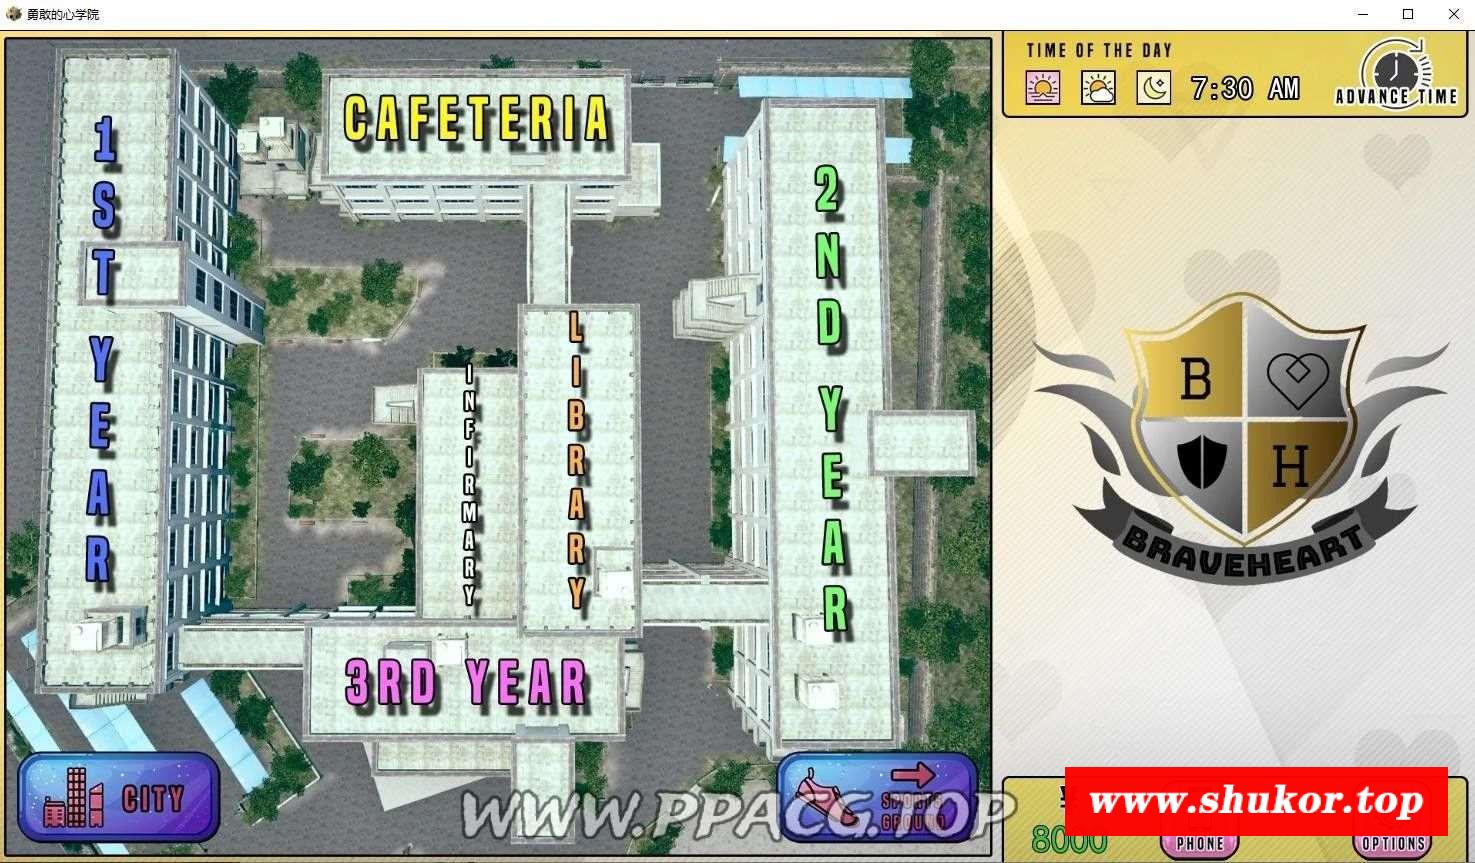 勇敢的心学院
TIME OF THE DAY
7:30 AM
ADVANCE TIME
CAFETERIA
1ST YEAR
2ND YEAR
LIBRARY
INFIRMARY
3RD YEAR
B
H
BRAVEHEART
CITY
SPORTS
GROUND
WWW.PPACG.TOP
www.shukor.top
8000
PHONE
OPTIONS